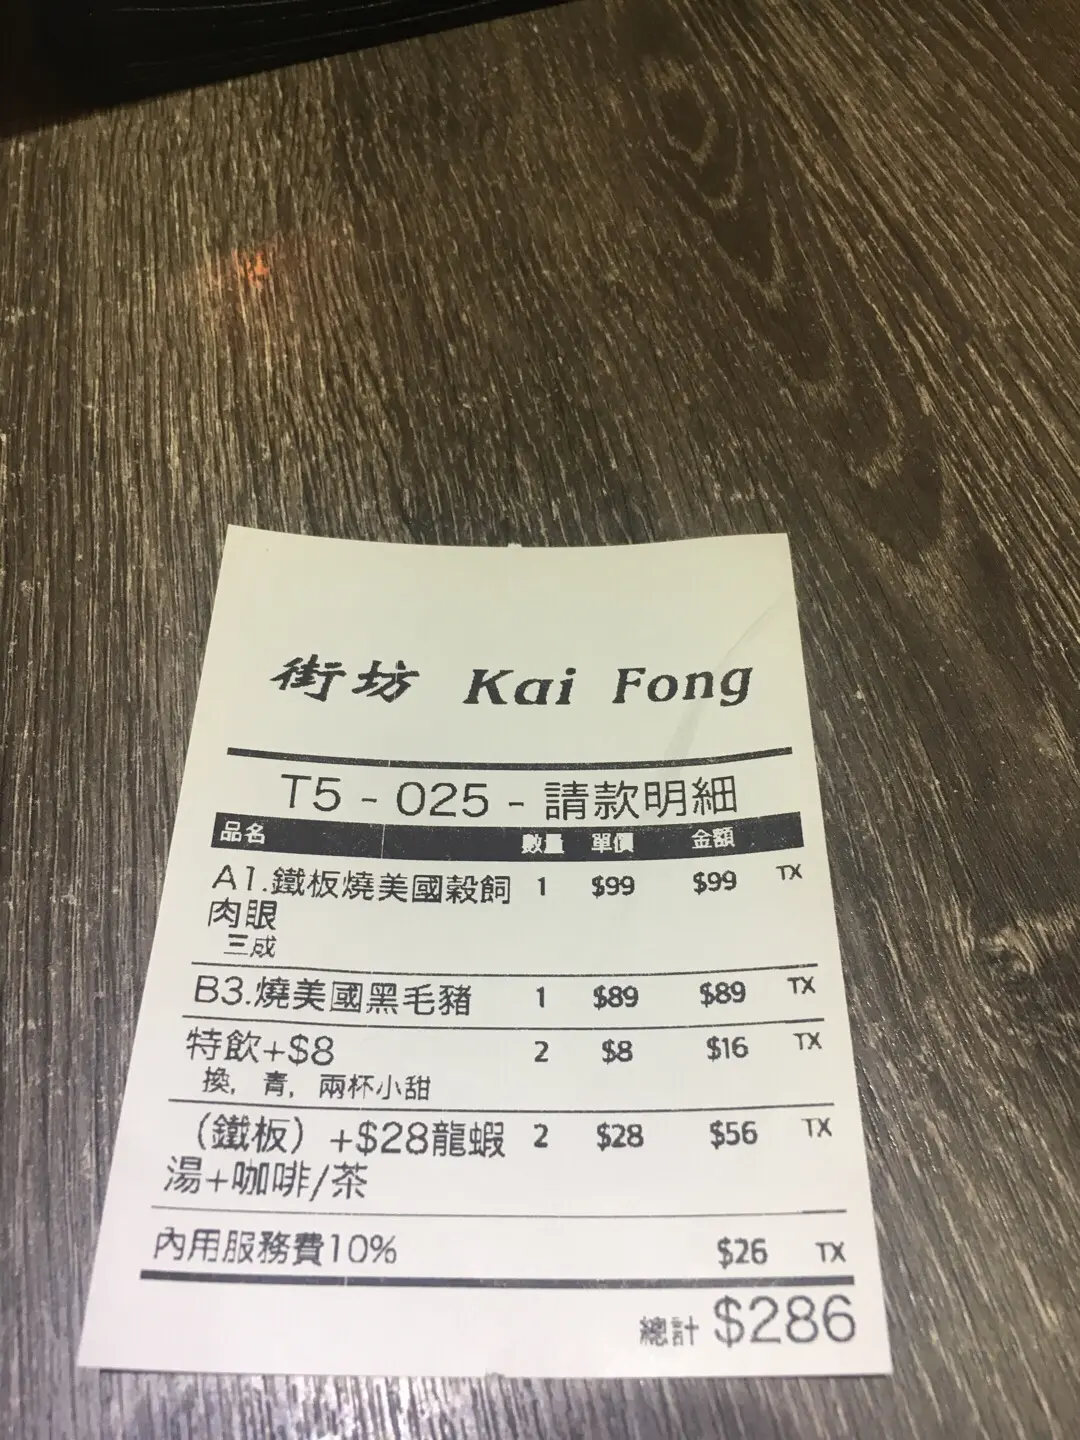 街坊 Kai Fong
T5 - 025 - 請款明細
品名 數量 單價 金額
A1.鐵板燒美國穀飼 1 $99 $99 TX
肉眼
三成
B3.燒美國黑毛豬 1 $89 $89 TX
特飲+$8 2 $8 $16 TX
換, 青, 兩杯小甜
(鐵板) +$28龍蝦 2 $28 $56 TX
湯+咖啡/茶
內用服務費10% $26 TX
總計 $286